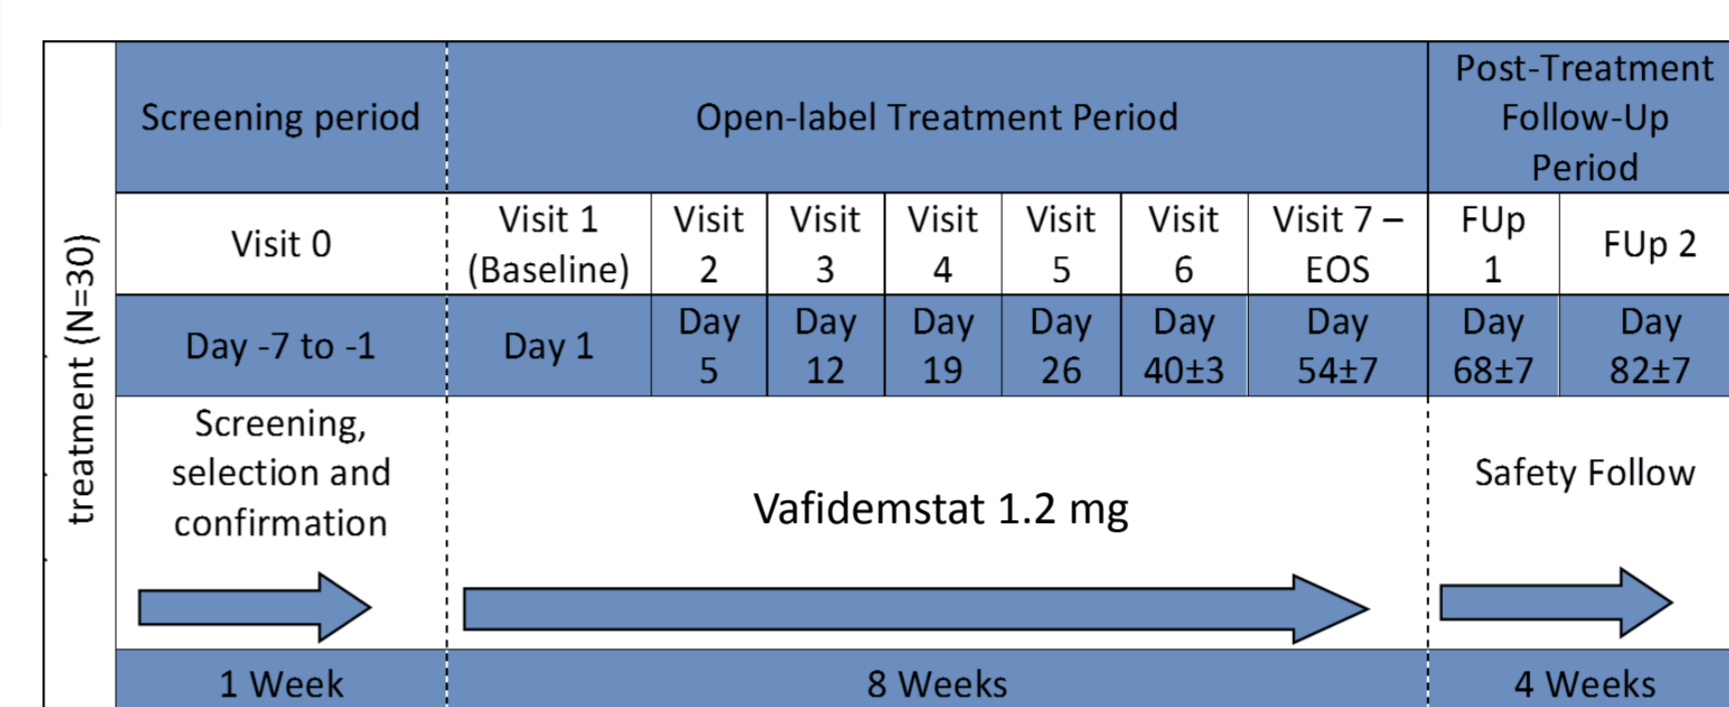 treatment (N=30)
Screening period
Open-label Treatment Period
Post-Treatment
Follow-Up
Period
Visit 0
Visit 1
(Baseline)
Visit
2
Visit
3
Visit
4
Visit
5
Visit
6
Visit 7 –
EOS
FUp
1
FUp 2
Day -7 to -1
Day 1
Day
5
Day
12
Day
19
Day
26
Day
40±3
Day
54±7
Day
68±7
Day
82±7
Screening,
selection and
confirmation
Vafidemstat 1.2 mg
Safety Follow
1 Week
8 Weeks
4 Weeks